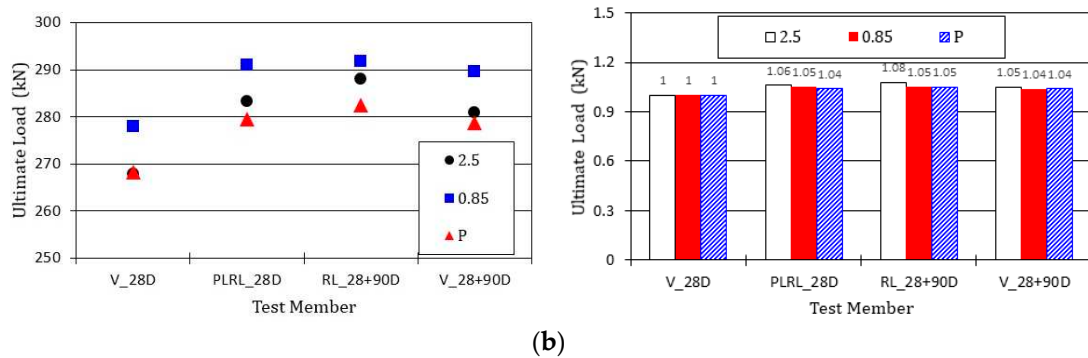 300
290
280
270
260
250
Ultimate Load (kN)
2.5
0.85
P
V_28D
PLRL_28D
RL_28+90D
V_28+90D
Test Member
1.5
1.2
0.9
0.6
0.3
0
Ultimate Load (kN)
2.5
0.85
P
1 1 1
1.06 1.05 1.04
1.08 1.05 1.05
1.05 1.04 1.04
V_28D
PLRL_28D
RL_28+90D
V_28+90D
Test Member
(b)